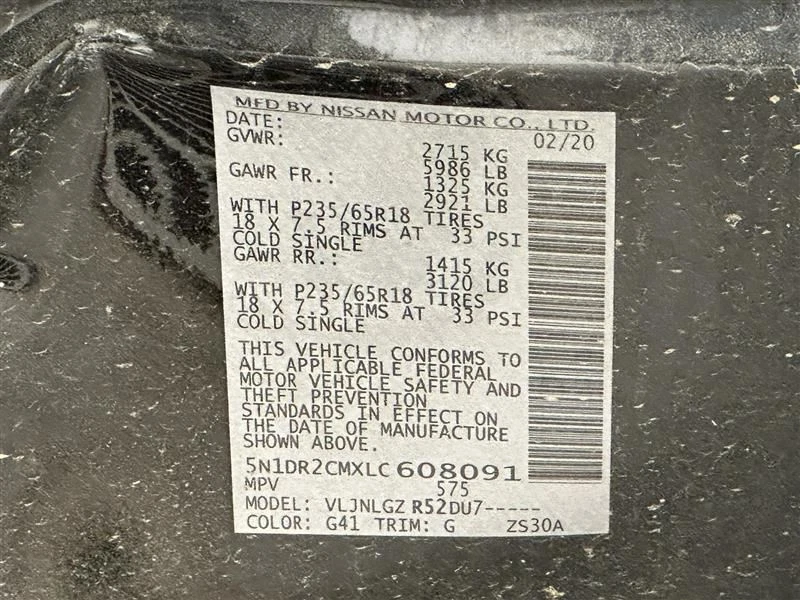 MFD BY NISSAN MOTOR CO., LTD.
DATE: 02/20
GVWR: 2715 KG
5986 LB
GAWR FR.: 1325 KG
2921 LB
WITH P235/65R18 TIRES
18 X 7.5 RIMS AT 33 PSI
COLD SINGLE
GAWR RR.: 1415 KG
3120 LB
WITH P235/65R18 TIRES
18 X 7.5 RIMS AT 33 PSI
COLD SINGLE
THIS VEHICLE CONFORMS TO
ALL APPLICABLE FEDERAL
MOTOR VEHICLE SAFETY AND
THEFT PREVENTION
STANDARDS IN EFFECT ON
THE DATE OF MANUFACTURE
SHOWN ABOVE.
5N1DR2CMXLC608091
MPV 575
MODEL: VLJNLGZ R52DU7-----
COLOR: G41 TRIM: G ZS30A